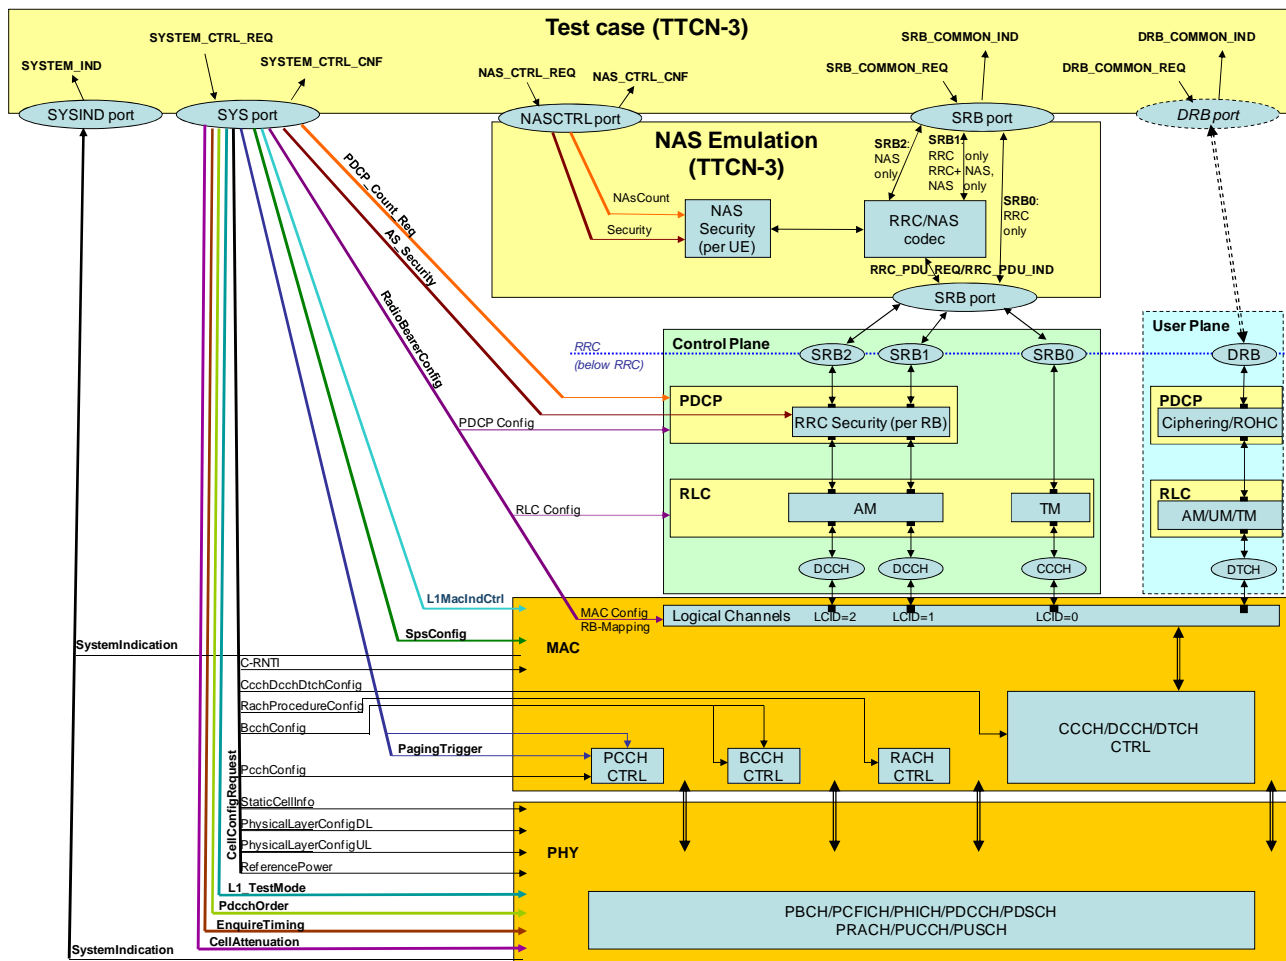 Test case (TTCN-3)
SYSTEM_CTRL_REQ
SYSTEM_IND
SYSTEM_CTRL_CNF
NAS_CTRL_REQ
NAS_CTRL_CNF
SRB_COMMON_IND
SRB_COMMON_REQ
DRB_COMMON_IND
DRB_COMMON_REQ
SYSIND port
SYS port
NASCTRL port
SRB port
DRB port
NAS Emulation
(TTCN-3)
SRB2:
NAS
only
SRB1:
RRC only
RRC+ NAS,
NAS only
SRB0:
RRC
only
NAsCount
Security
NAS
Security
(per UE)
RRC/NAS
codec
RRC_PDU_REQ/RRC_PDU_IND
SRB port
PDCP_Count_Req
AS_Security
RadioBearerConfig
RRC
(below RRC)
Control Plane
SRB2
SRB1
SRB0
User Plane
DRB
PDCP
RRC Security (per RB)
PDCP
Ciphering/ROHC
PDCP Config
RLC
AM
TM
RLC
AM/UM/TM
RLC Config
DCCH
DCCH
CCCH
DTCH
L1MacIndCtrl
MAC Config
RB-Mapping
Logical Channels
LCID=2
LCID=1
LCID=0
SpsConfig
MAC
SystemIndication
C-RNTI
CcchDcchDtchConfig
RachProcedureConfig
BcchConfig
PagingTrigger
PcchConfig
PCCH
CTRL
BCCH
CTRL
RACH
CTRL
CCCH/DCCH/DTCH
CTRL
CellConfigRequest
StaticCellInfo
PhysicalLayerConfigDL
PhysicalLayerConfigUL
ReferencePower
PHY
L1_TestMode
PdcchOrder
EnquireTiming
CellAttenuation
SystemIndication
PBCH/PCFICH/PHICH/PDCCH/PDSCH
PRACH/PUCCH/PUSCH